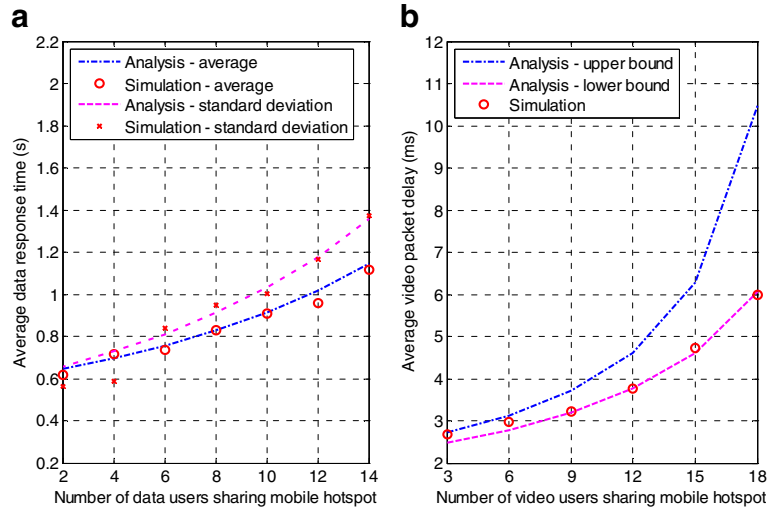 a
2.2
2
1.8
1.6
1.4
1.2
1
0.8
0.6
0.4
0.2
2
4
6
8
10
12
14
Average data response time (s)
Number of data users sharing mobile hotspot
Analysis - average
Simulation - average
Analysis - standard deviation
Simulation - standard deviation
b
12
11
10
9
8
7
6
5
4
3
2
3
6
9
12
15
18
Average video packet delay (ms)
Number of video users sharing mobile hotspot
Analysis - upper bound
Analysis - lower bound
Simulation